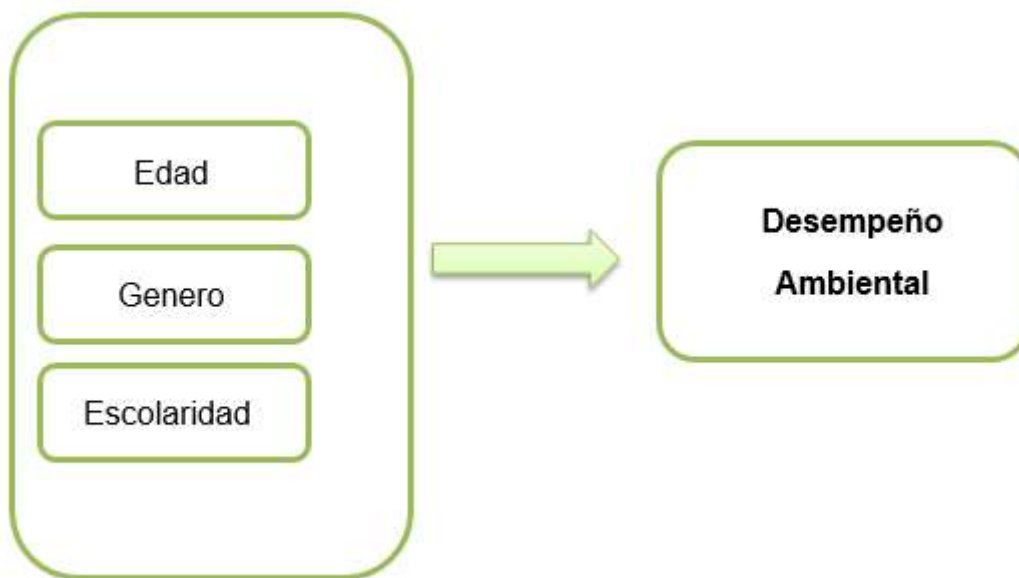 Edad
Genero
Escolaridad
Desempeño
Ambiental